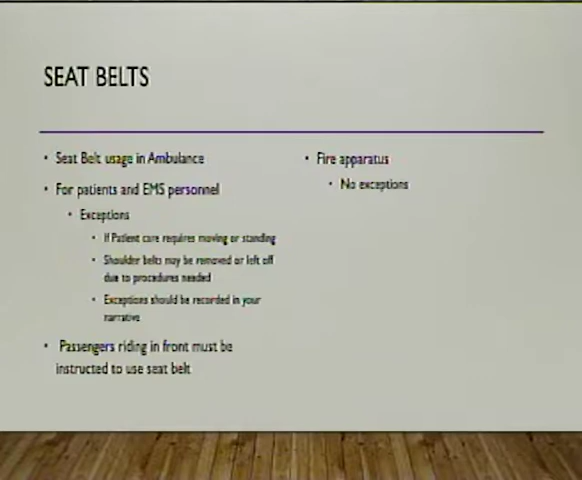 SEAT BELTS
• Seat Belt usage in Ambulance
• For patients and EMS personnel
• Exceptions
• If Patient care requires moving or standing
• Shoulder belts may be removed or left off
due to procedures needed
• Exceptions should be recorded in your
narrative
• Passengers riding in front must be
instructed to use seat belt
• Fire apparatus
• No exceptions